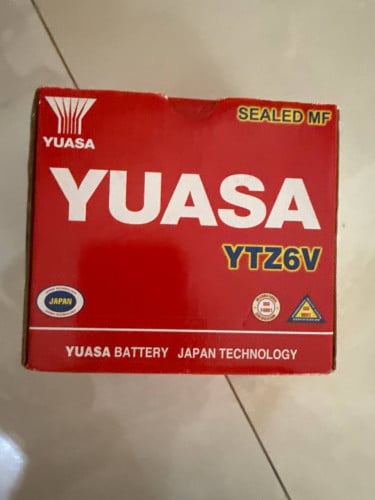 YUASA
SEALED MF
YUASA
YTZ6V
JAPAN
YUASA BATTERY JAPAN TECHNOLOGY